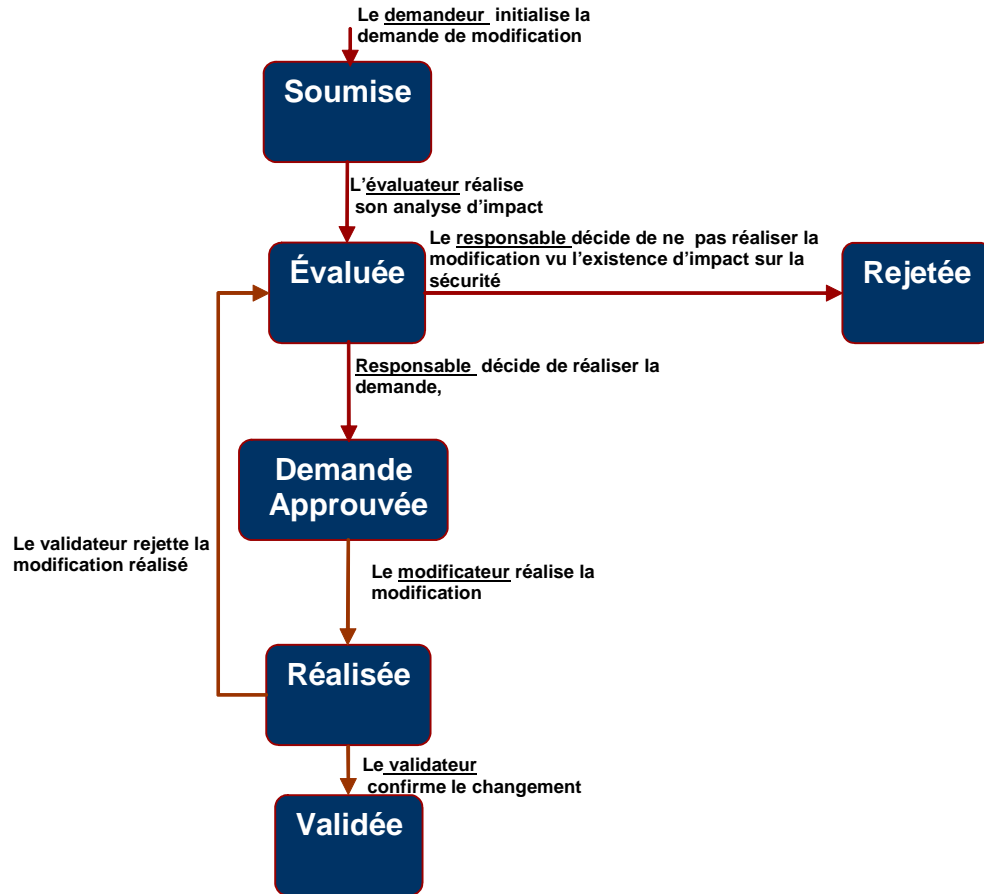 Le demandeur initialise la
demande de modification
Soumise
L'évaluateur réalise
son analyse d'impact
Le responsable décide de ne pas réaliser la
modification vu l'existence d'impact sur la
sécurité
Évaluée
Rejetée
Responsable décide de réaliser la
demande,
Demande
Approuvée
Le validateur rejette la
modification réalisé
Le modificateur réalise la
modification
Réalisée
Le validateur
confirme le changement
Validée